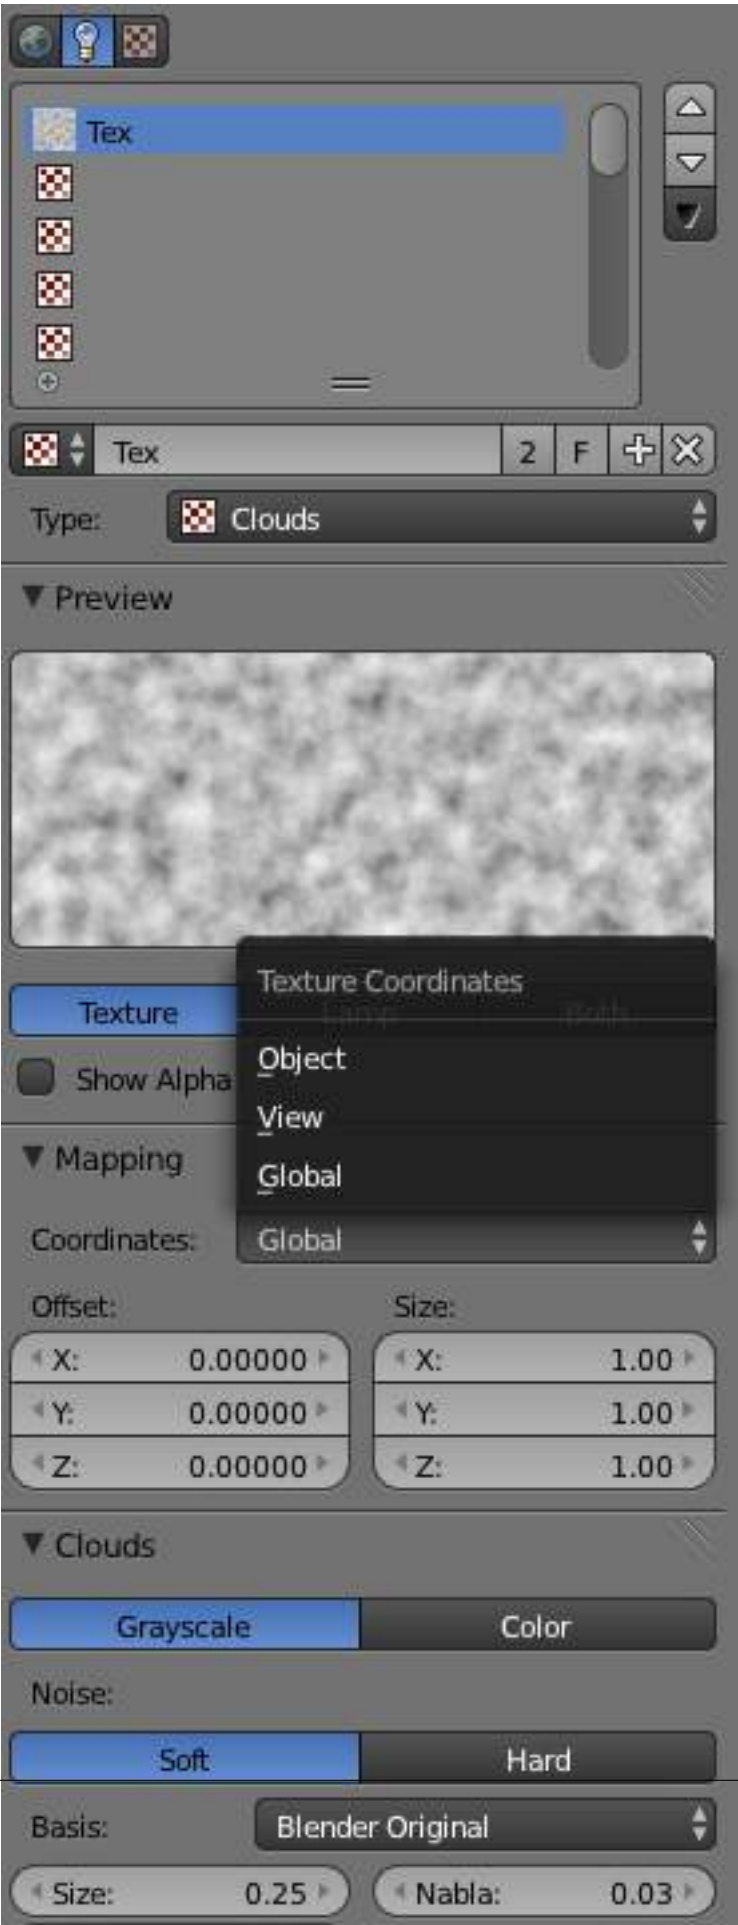 Tex
Tex 2 F
Type: Clouds
Preview
Texture Coordinates
Texture Lamp Both
Object
Show Alpha
View
Mapping
Global
Coordinates: Global
Offset: Size:
X: 0.00000 X: 1.00
Y: 0.00000 Y: 1.00
Z: 0.00000 Z: 1.00
Clouds
Grayscale Color
Noise:
Soft Hard
Basis: Blender Original
Size: 0.25 Nabla: 0.03